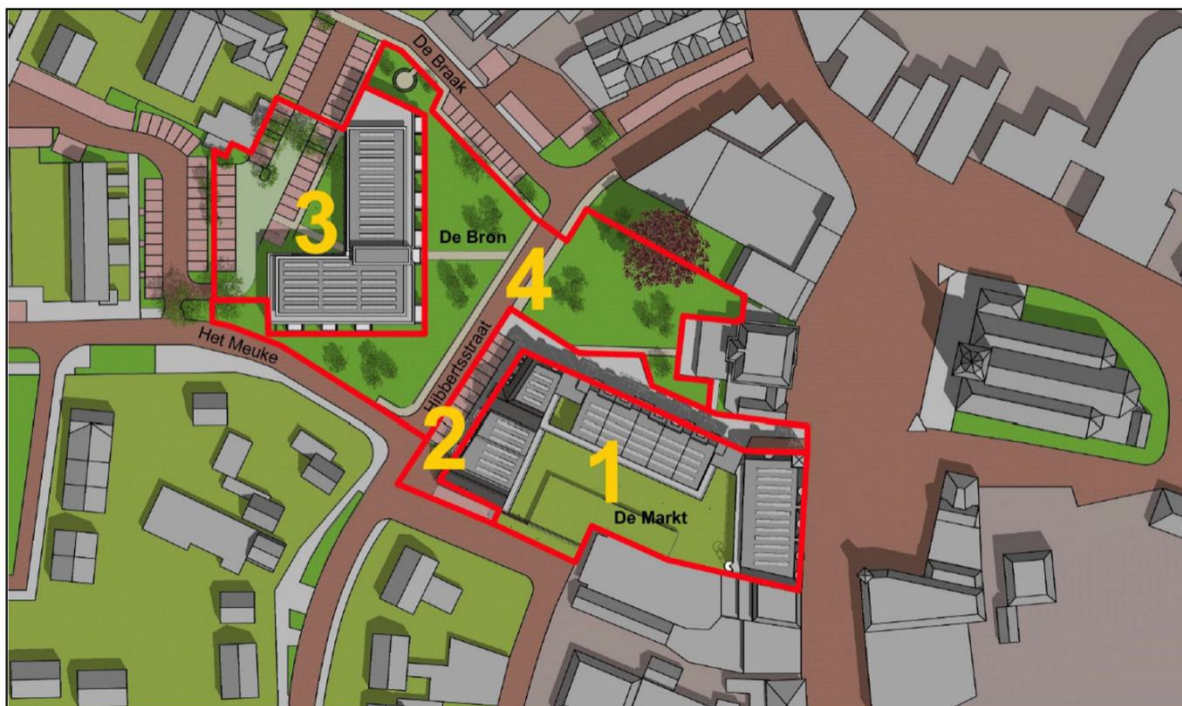 De Braak
3
De Bron
4
Het Meuke
Hibbertsstraat
2
1
De Markt